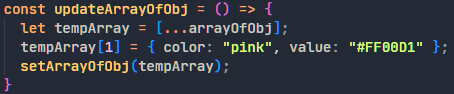 const updateArrayOfObj = () => {
  let tempArray = [...arrayOfObj];
  tempArray[1] = { color: "pink", value: "#FF00D1" };
  setArrayOfObj(tempArray);
}